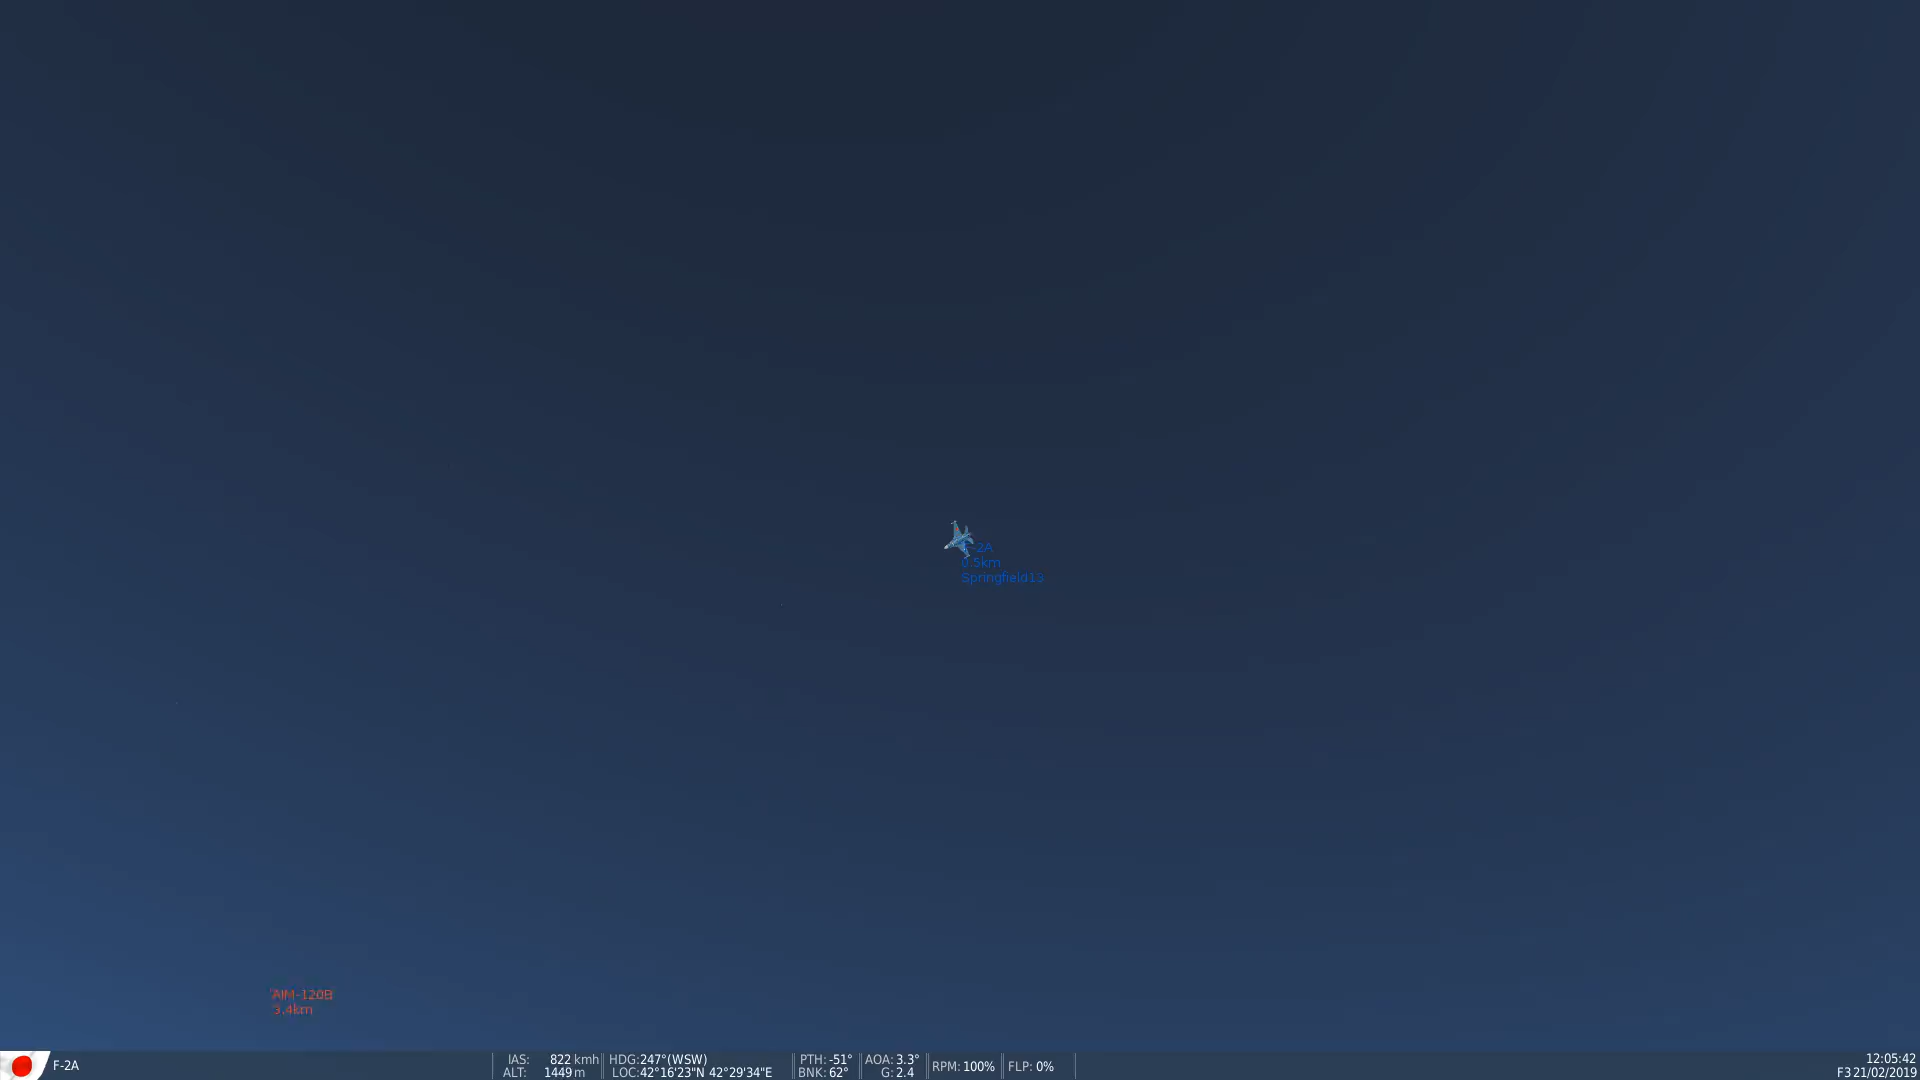 F-2A
0.5km
Springfield13
AIM-120B
3.4km
F-2A
IAS: 822 kmh HDG:247°(WSW) PTH: -51° AOA: 3.3° RPM: 100% FLP: 0% 12:05:42
ALT: 1449 m LOC:42°16'23"N 42°29'34"E BNK: 62° G: 2.4 F3 21/02/2019